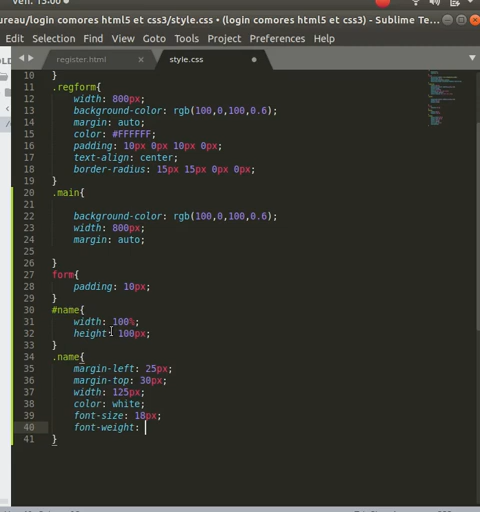 Ven. 13:00
ureau/login comores html5 et css3/style.css • (login comores html5 et css3) - Sublime Te...
Edit Selection Find View Goto Tools Project Preferences Help
register.html × style.css
10 }
11 .regform{
12 width: 800px;
13 background-color: rgb(100,0,100,0.6);
14 margin: auto;
15 color: #FFFFFF;
16 padding: 10px 0px 10px 0px;
17 text-align: center;
18 border-radius: 15px 15px 0px 0px;
19 }
20 .main{
21
22 background-color: rgb(100,0,100,0.6);
23 width: 800px;
24 margin: auto;
25
26 }
27 form{
28 padding: 10px;
29 }
30 #name{
31 width: 100%;
32 height: 100px;
33 }
34 .name{
35 margin-left: 25px;
36 margin-top: 30px;
37 width: 125px;
38 color: white;
39 font-size: 18px;
40 font-weight:
41 }